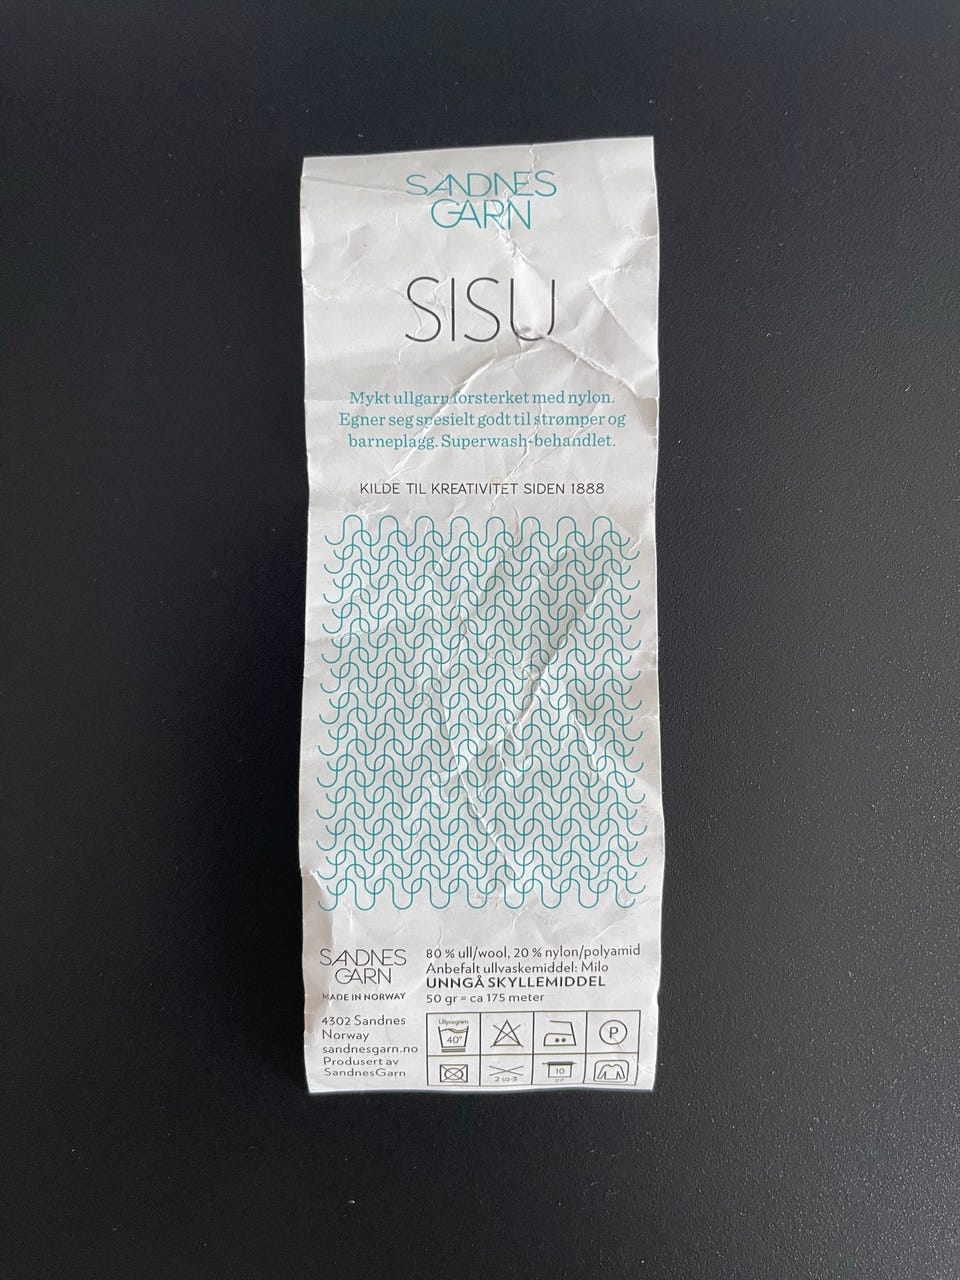 SANDNES
GARN
SISU
Mykt ullgarn forsterket med nylon.
Egner seg spesielt godt til strømper og
barneplagg. Superwash-behandlet.
KILDE TIL KREATIVITET SIDEN 1888
SANDNES
GARN
MADE IN NORWAY
4302 Sandnes
Norway
sandnesgarn.no
Produsert av
SandnesGarn
80 % ull/wool, 20 % nylon/polyamid
Anbefalt ullvaskemiddel: Milo
UNNGÅ SKYLLEMIDDEL
50 gr = ca 175 meter
Ullprogram
40°
P
2 1/2-3
10
27